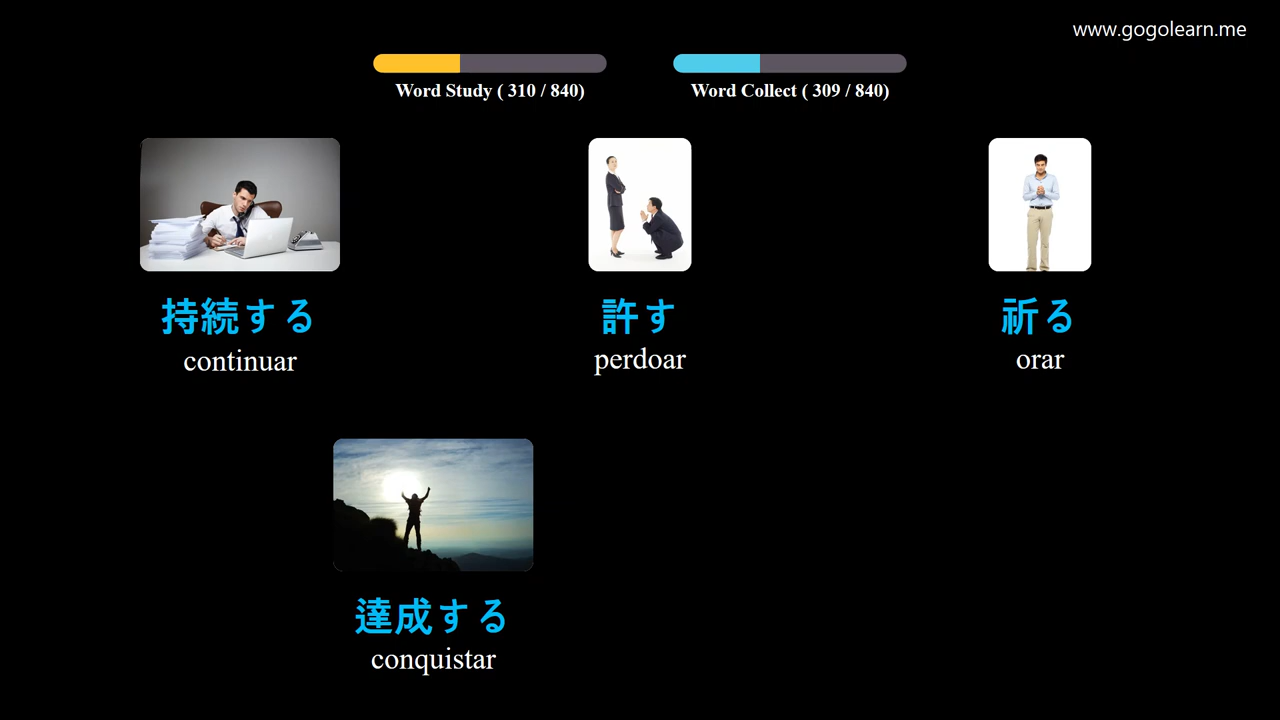 www.gogolearn.me
Word Study ( 310 / 840)
Word Collect ( 309 / 840)
持続する
continuar
許す
perdoar
祈る
orar
達成する
conquistar